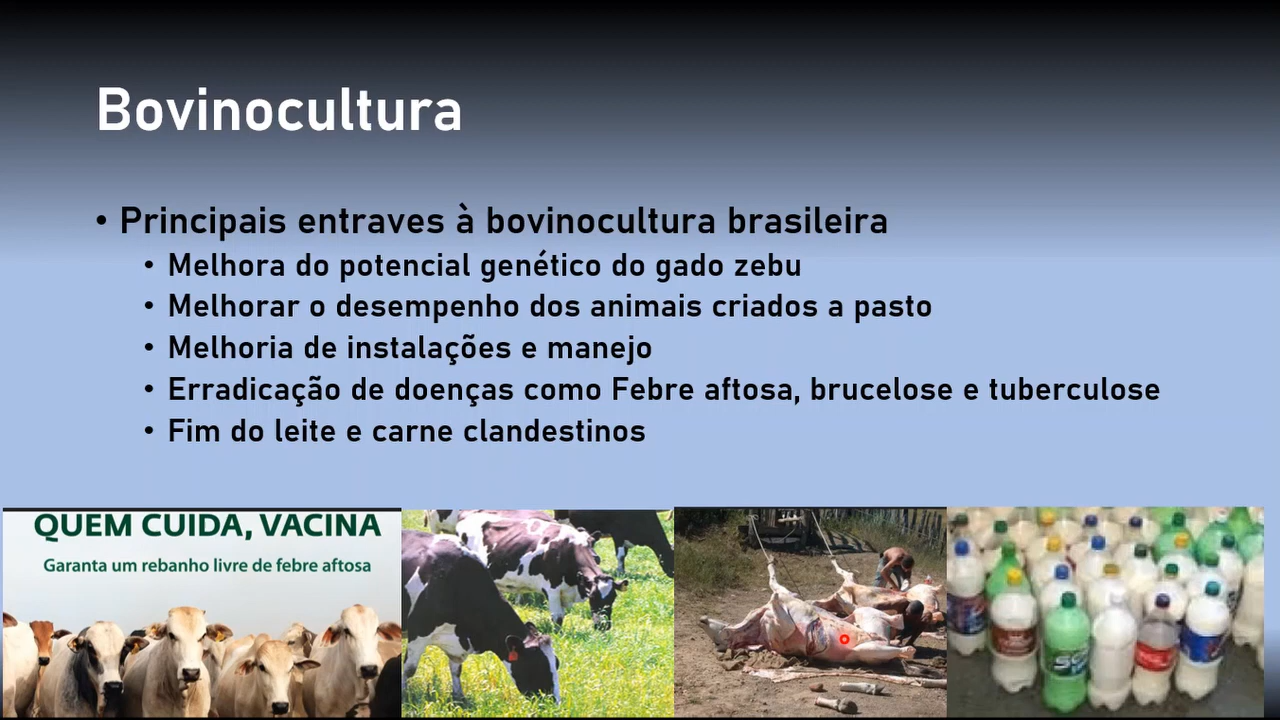 Bovinocultura
• Principais entraves à bovinocultura brasileira
• Melhora do potencial genético do gado zebu
• Melhorar o desempenho dos animais criados a pasto
• Melhoria de instalações e manejo
• Erradicação de doenças como Febre aftosa, brucelose e tuberculose
• Fim do leite e carne clandestinos
QUEM CUIDA, VACINA
Garanta um rebanho livre de febre aftosa